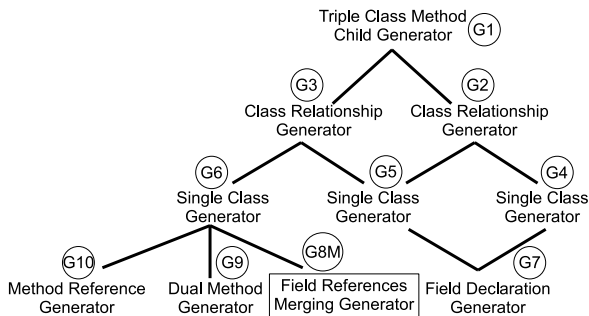 Triple Class Method
Child Generator
G1
G3
G2
Class Relationship
Generator
Class Relationship
Generator
G6
G5
G4
Single Class
Generator
Single Class
Generator
Single Class
Generator
G10
G9
G8M
G7
Method Reference
Generator
Dual Method
Generator
Field References
Merging Generator
Field Declaration
Generator